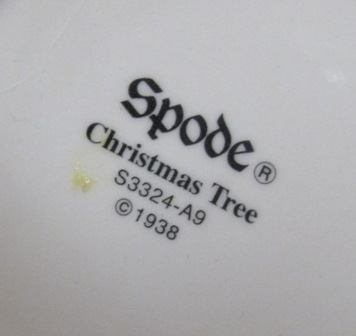 Spode®
Christmas Tree
S3324-A9
©1938